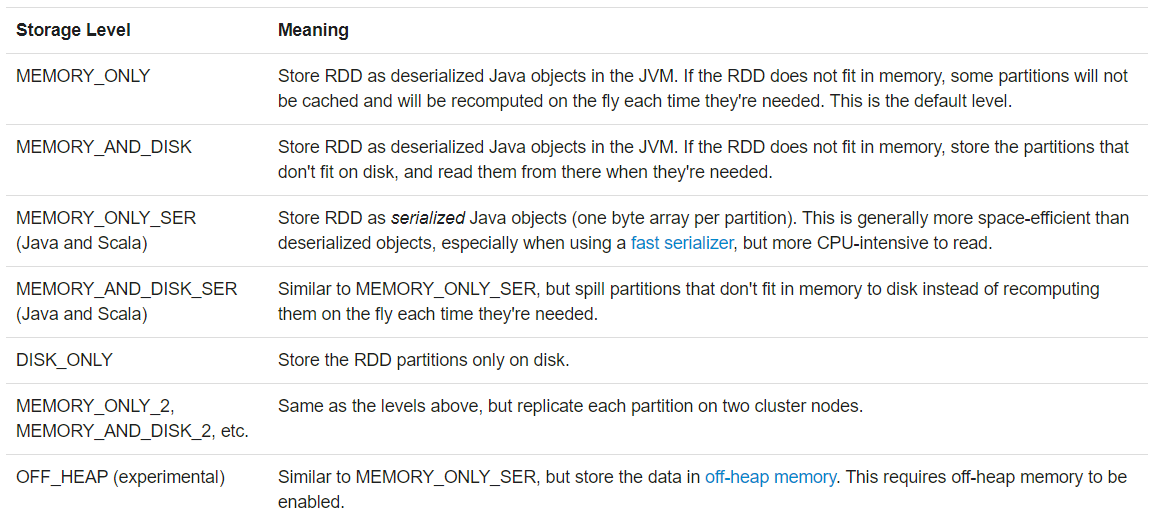 Storage Level Meaning
MEMORY_ONLY Store RDD as deserialized Java objects in the JVM. If the RDD does not fit in memory, some partitions will not
be cached and will be recomputed on the fly each time they're needed. This is the default level.
MEMORY_AND_DISK Store RDD as deserialized Java objects in the JVM. If the RDD does not fit in memory, store the partitions that
don't fit on disk, and read them from there when they're needed.
MEMORY_ONLY_SER Store RDD as serialized Java objects (one byte array per partition). This is generally more space-efficient than
(Java and Scala) deserialized objects, especially when using a fast serializer, but more CPU-intensive to read.
MEMORY_AND_DISK_SER Similar to MEMORY_ONLY_SER, but spill partitions that don't fit in memory to disk instead of recomputing
(Java and Scala) them on the fly each time they're needed.
DISK_ONLY Store the RDD partitions only on disk.
MEMORY_ONLY_2, Same as the levels above, but replicate each partition on two cluster nodes.
MEMORY_AND_DISK_2, etc.
OFF_HEAP (experimental) Similar to MEMORY_ONLY_SER, but store the data in off-heap memory. This requires off-heap memory to be
enabled.